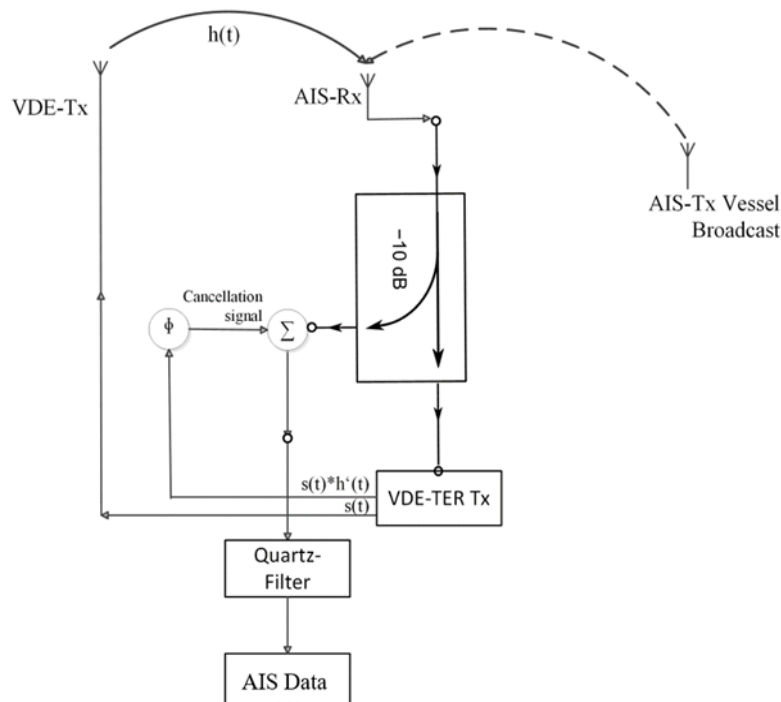 h(t)
VDE-Tx
AIS-Rx
AIS-Tx Vessel
Broadcast
−10 dB
Cancellation
signal
Φ
Σ
s(t)*h‘(t)
s(t)
VDE-TER Tx
Quartz-
Filter
AIS Data